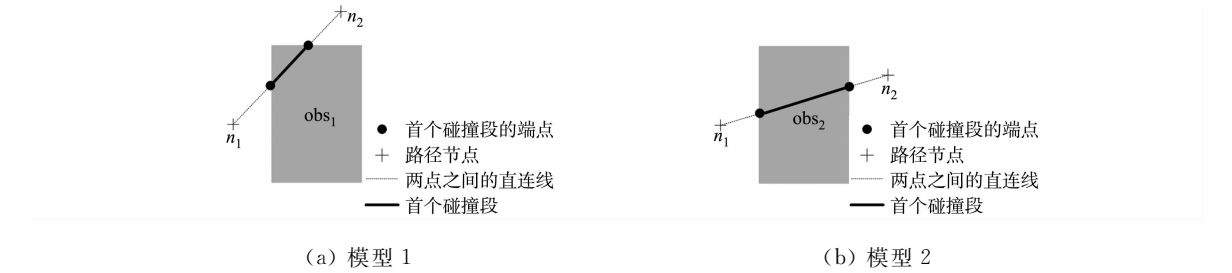 n2
obs1
n1
首个碰撞段的端点
路径节点
两点之间的直连线
首个碰撞段
(a) 模型 1
n2
obs2
n1
首个碰撞段的端点
路径节点
两点之间的直连线
首个碰撞段
(b) 模型 2